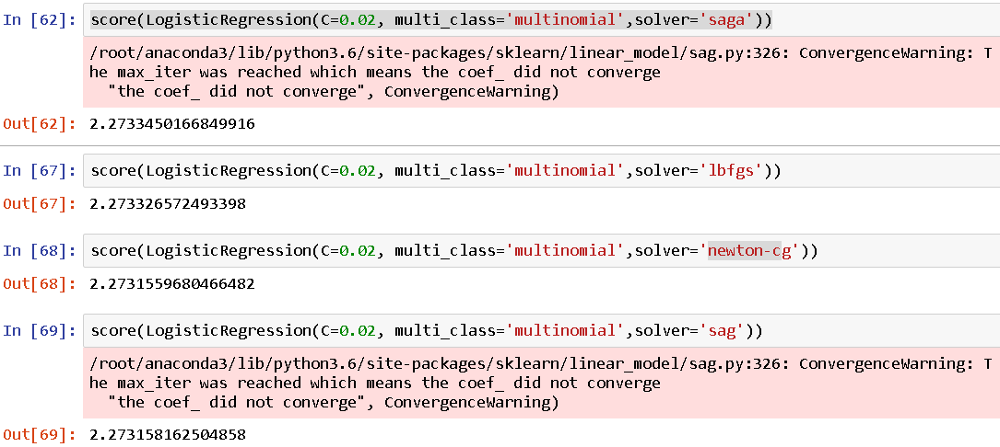 In [62]: score(LogisticRegression(C=0.02, multi_class='multinomial',solver='saga'))
/root/anaconda3/lib/python3.6/site-packages/sklearn/linear_model/sag.py:326: ConvergenceWarning: T
he max_iter was reached which means the coef_ did not converge
  "the coef_ did not converge", ConvergenceWarning)
Out[62]: 2.2733450166849916
In [67]: score(LogisticRegression(C=0.02, multi_class='multinomial',solver='lbfgs'))
Out[67]: 2.273326572493398
In [68]: score(LogisticRegression(C=0.02, multi_class='multinomial',solver='newton-cg'))
Out[68]: 2.2731559680466482
In [69]: score(LogisticRegression(C=0.02, multi_class='multinomial',solver='sag'))
/root/anaconda3/lib/python3.6/site-packages/sklearn/linear_model/sag.py:326: ConvergenceWarning: T
he max_iter was reached which means the coef_ did not converge
  "the coef_ did not converge", ConvergenceWarning)
Out[69]: 2.273158162504858